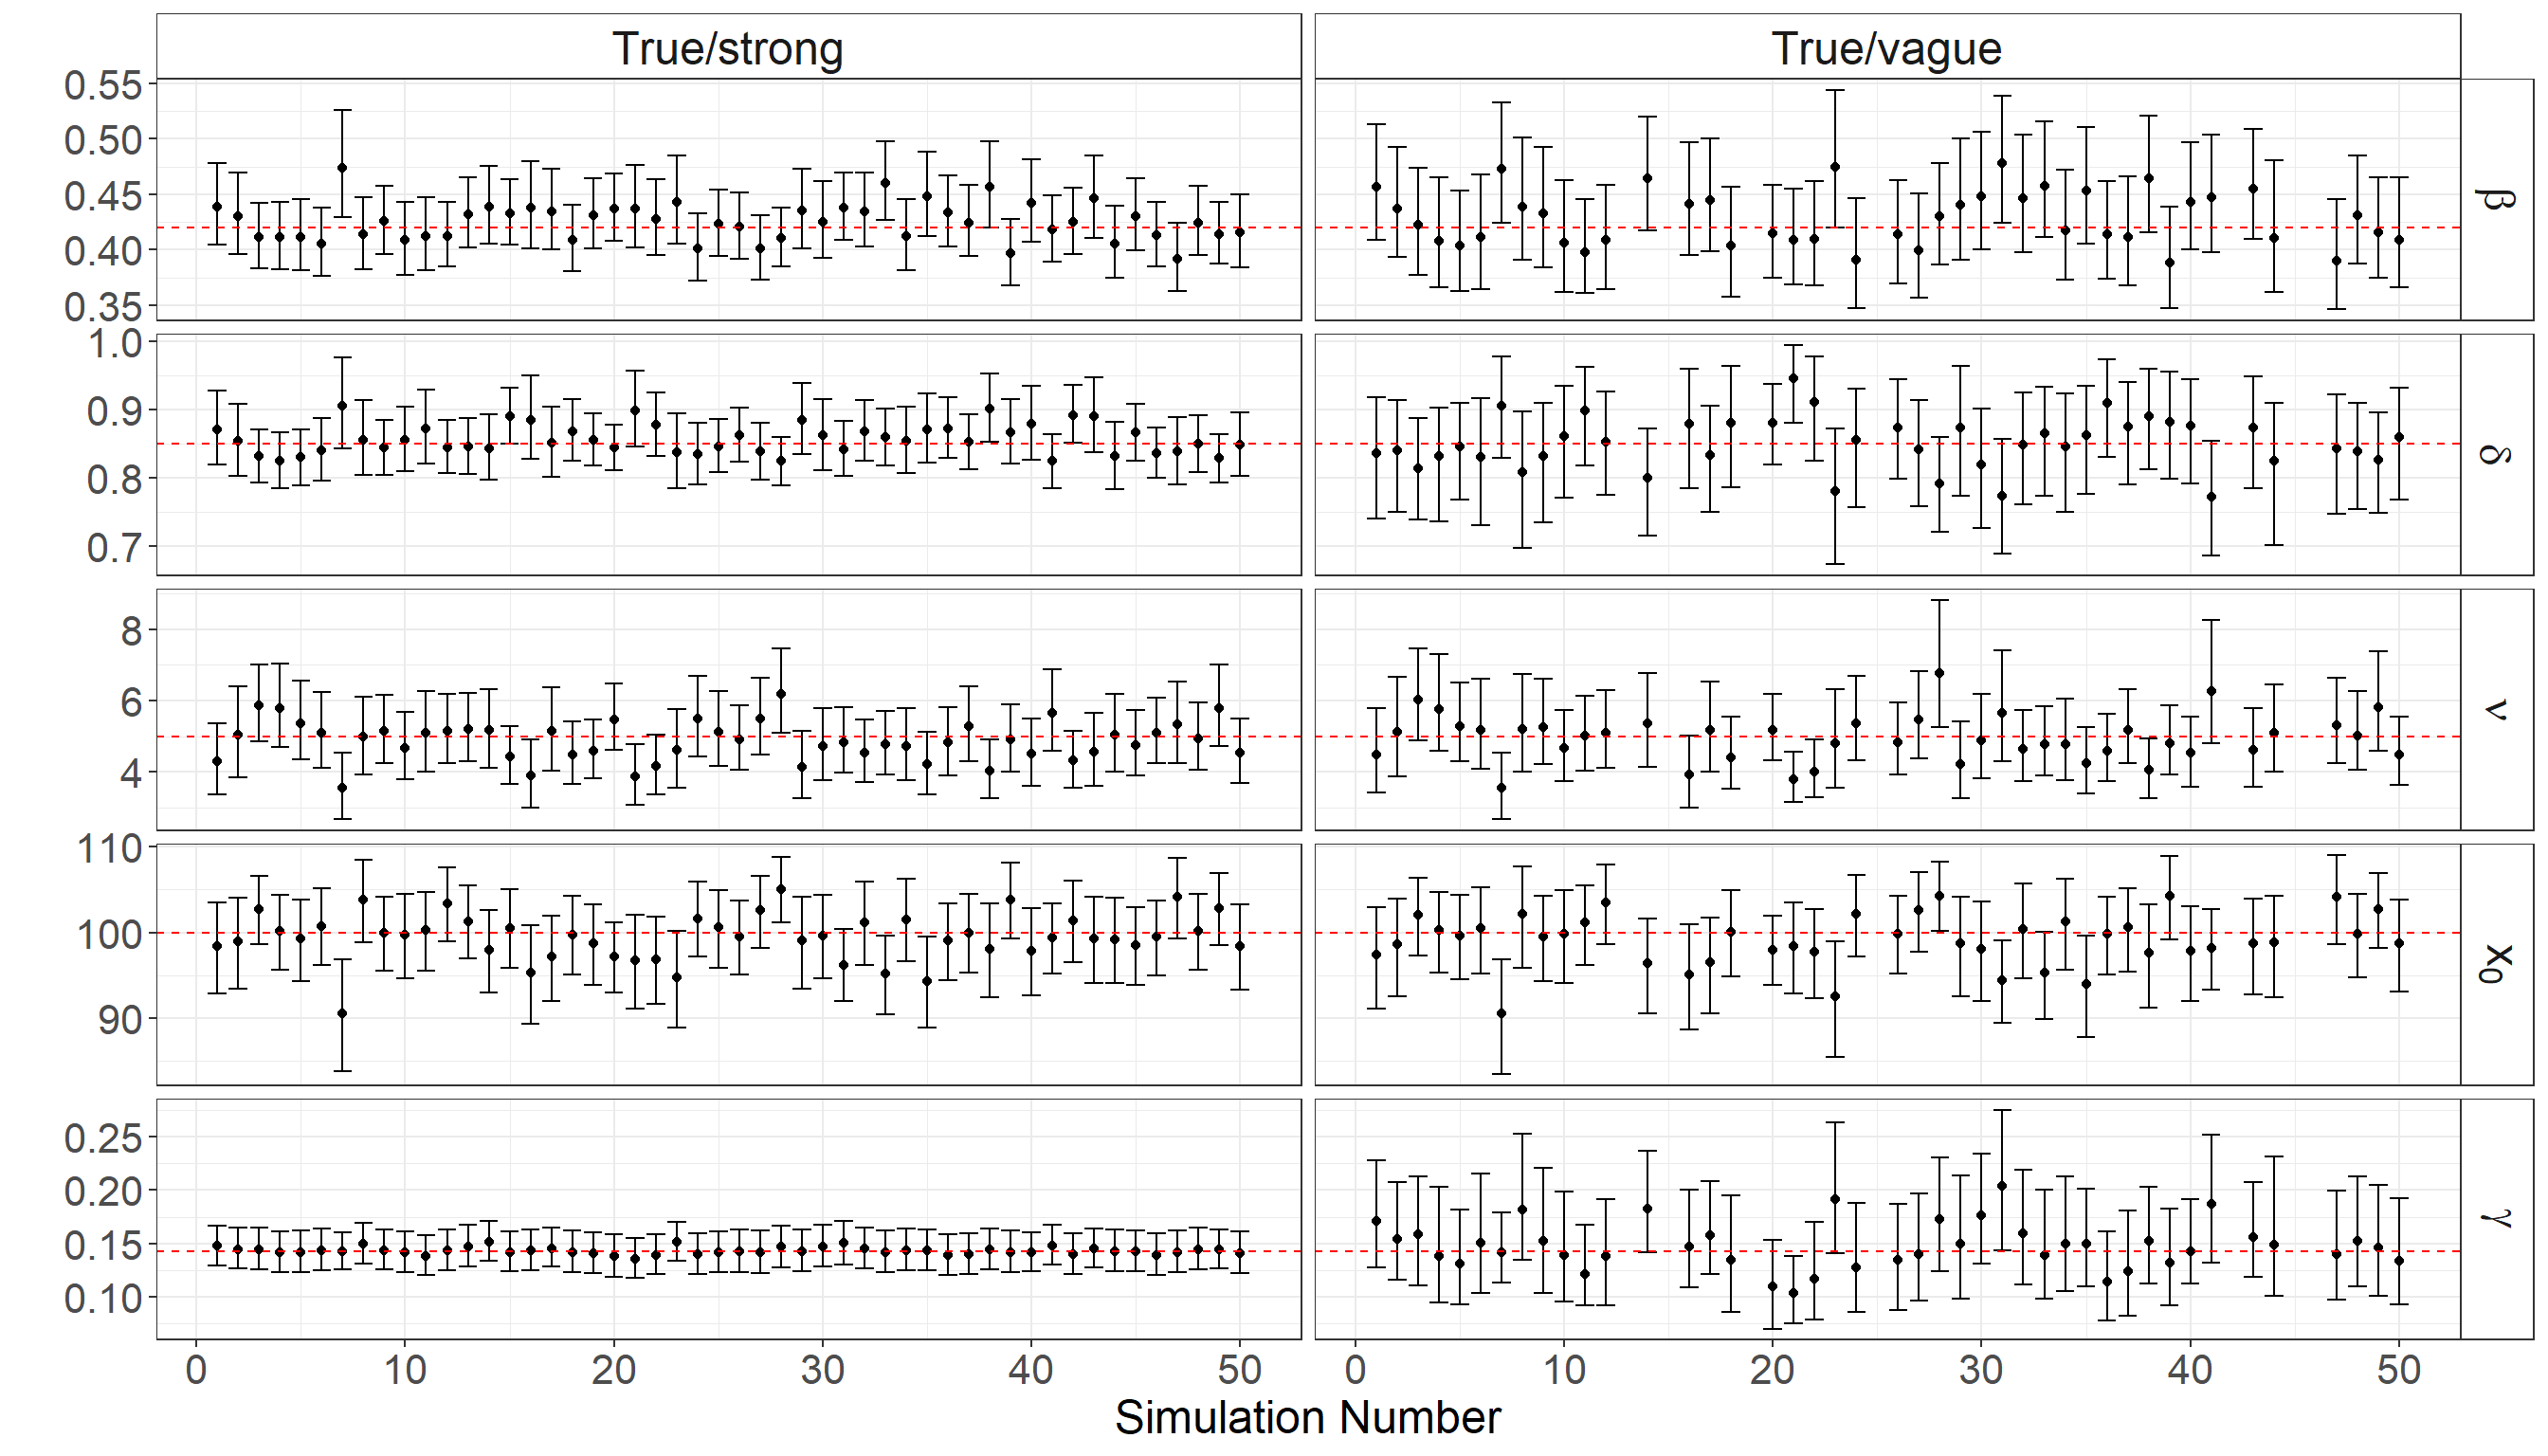 True/strong True/vague
0.55
0.50
0.45
0.40
0.35
β
1.0
0.9
0.8
0.7
δ
8
6
4
ν
110
100
90
x0
0.25
0.20
0.15
0.10
γ
0 10 20 30 40 50 0 10 20 30 40 50
Simulation Number